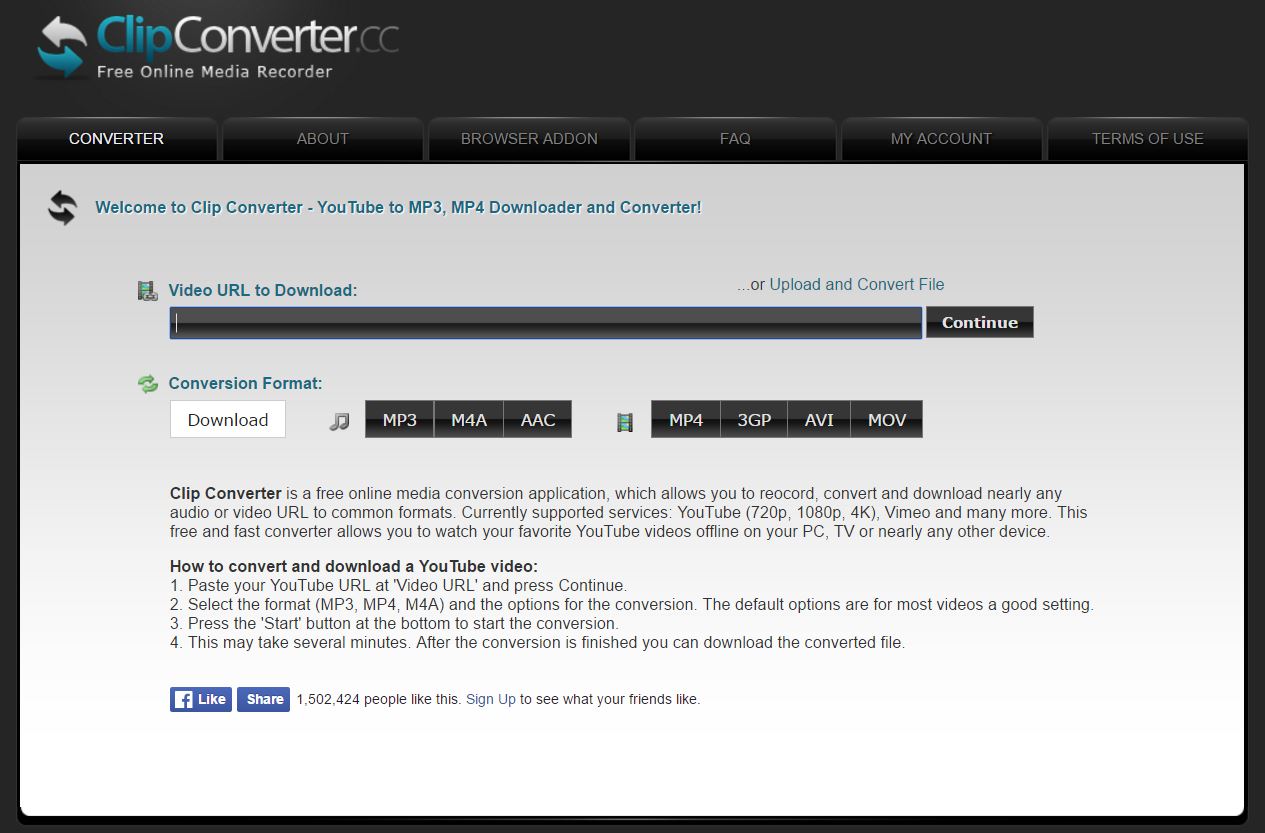 ClipConverter.cc
Free Online Media Recorder
CONVERTER ABOUT BROWSER ADDON FAQ MY ACCOUNT TERMS OF USE
Welcome to Clip Converter - YouTube to MP3, MP4 Downloader and Converter!
Video URL to Download:
...or Upload and Convert File
Continue
Conversion Format:
Download MP3 M4A AAC MP4 3GP AVI MOV
Clip Converter is a free online media conversion application, which allows you to reocord, convert and download nearly any
audio or video URL to common formats. Currently supported services: YouTube (720p, 1080p, 4K), Vimeo and many more. This
free and fast converter allows you to watch your favorite YouTube videos offline on your PC, TV or nearly any other device.
How to convert and download a YouTube video:
1. Paste your YouTube URL at 'Video URL' and press Continue.
2. Select the format (MP3, MP4, M4A) and the options for the conversion. The default options are for most videos a good setting.
3. Press the 'Start' button at the bottom to start the conversion.
4. This may take several minutes. After the conversion is finished you can download the converted file.
Like Share 1,502,424 people like this. Sign Up to see what your friends like.